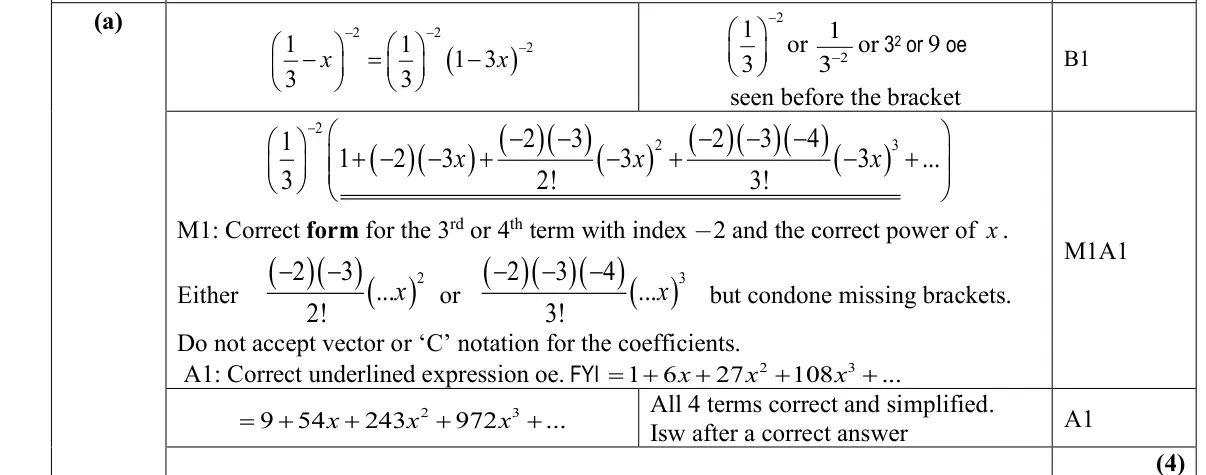 (a)
(1/3 − x)⁻² = (1/3)⁻² (1−3x)⁻²
(1/3)⁻² or 1/3⁻² or 3² or 9 oe
seen before the bracket
B1
(1/3)⁻² (1+(−2)(−3x)+ (−2)(−3)/2! (−3x)² + (−2)(−3)(−4)/3! (−3x)³ +...)
M1: Correct form for the 3rd or 4th term with index −2 and the correct power of x.
Either (−2)(−3)/2! (...x)² or (−2)(−3)(−4)/3! (...x)³ but condone missing brackets.
Do not accept vector or ‘C’ notation for the coefficients.
A1: Correct underlined expression oe. FYI =1+6x+27x²+108x³+...
M1A1
=9+54x+243x²+972x³+...
All 4 terms correct and simplified.
Isw after a correct answer
A1
(4)